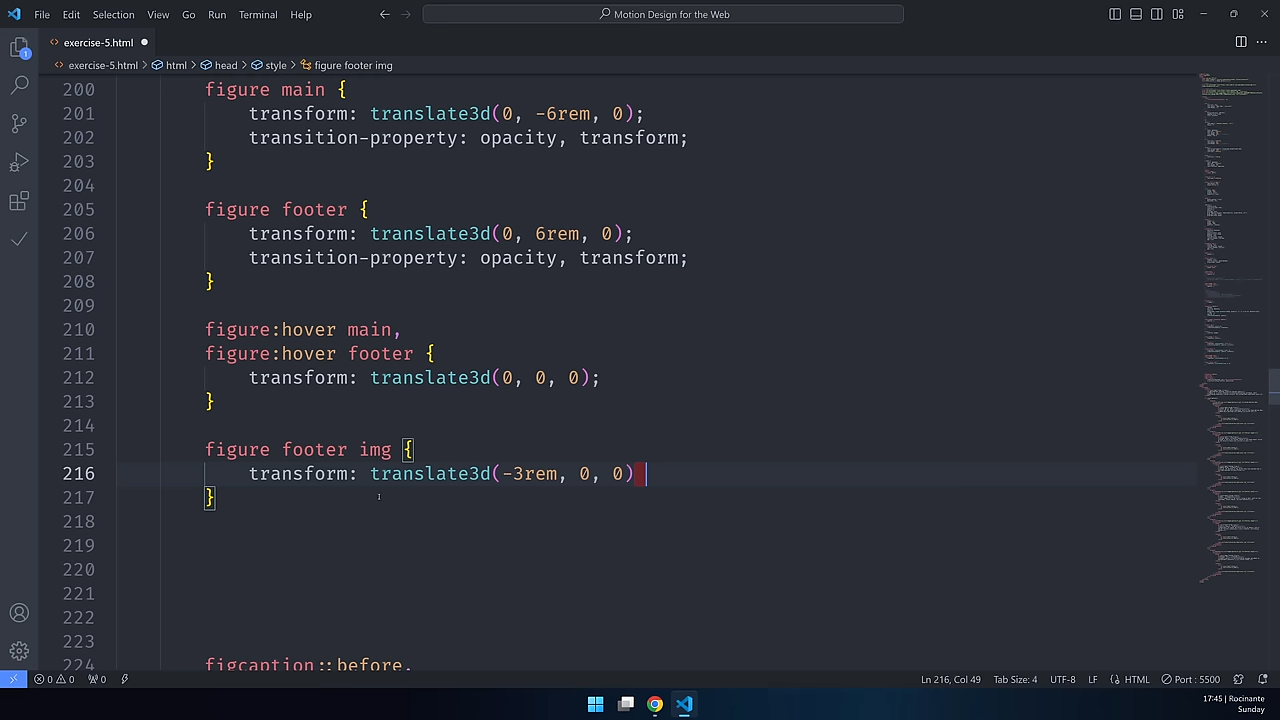 File Edit Selection View Go Run Terminal Help
Motion Design for the Web
exercise-5.html
exercise-5.html > html > head > style > figure footer img
200 figure main {
201 transform: translate3d(0, -6rem, 0);
202 transition-property: opacity, transform;
203 }
204
205 figure footer {
206 transform: translate3d(0, 6rem, 0);
207 transition-property: opacity, transform;
208 }
209
210 figure:hover main,
211 figure:hover footer {
212 transform: translate3d(0, 0, 0);
213 }
214
215 figure footer img {
216 transform: translate3d(-3rem, 0, 0)
217 }
218
219
220
221
222
223
224 figcaption::before,
1
0 0 0 Ln 216, Col 49 Tab Size: 4 UTF-8 LF HTML Port : 5500
17:45 | Rocinante
Sunday